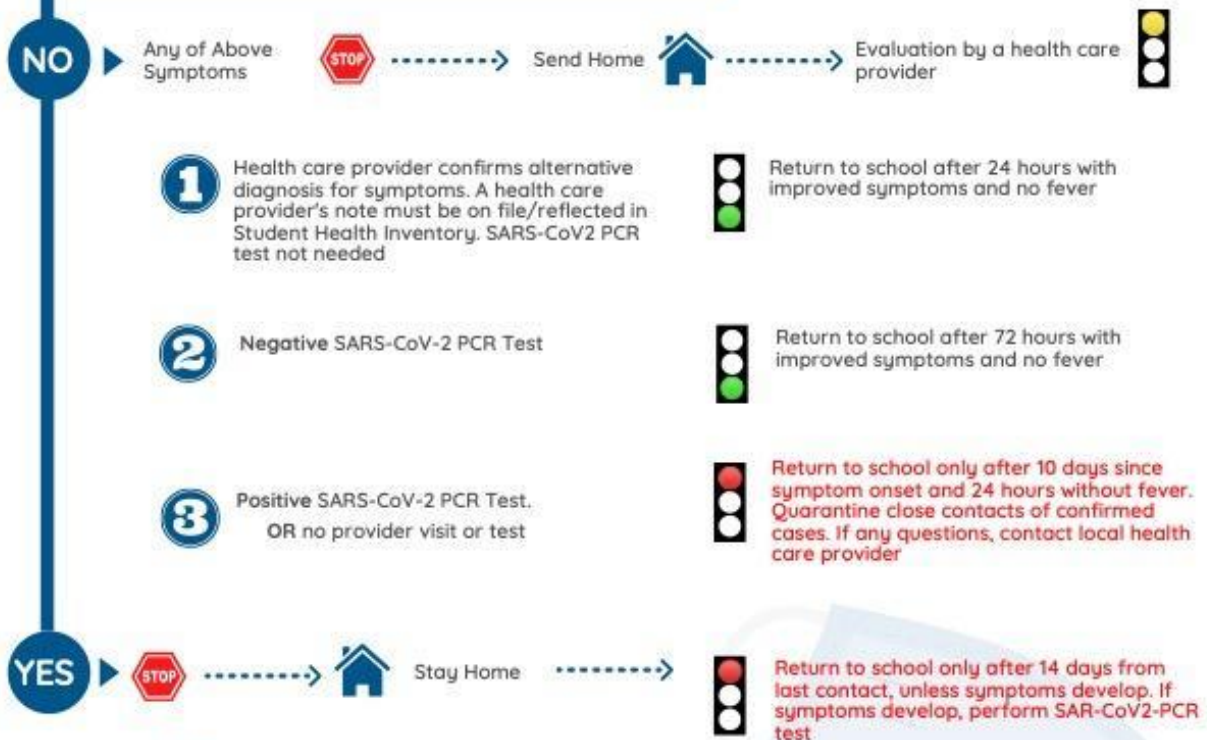 NO
Any of Above
Symptoms
STOP
Send Home
Evaluation by a health care
provider
1
Health care provider confirms alternative
diagnosis for symptoms. A health care
provider's note must be on file/reflected in
Student Health Inventory. SARS-CoV2 PCR
test not needed
Return to school after 24 hours with
improved symptoms and no fever
2
Negative SARS-CoV-2 PCR Test
Return to school after 72 hours with
improved symptoms and no fever
3
Positive SARS-CoV-2 PCR Test.
OR no provider visit or test
Return to school only after 10 days since
symptom onset and 24 hours without fever.
Quarantine close contacts of confirmed
cases. If any questions, contact local health
care provider
YES
STOP
Stay Home
Return to school only after 14 days from
last contact, unless symptoms develop. If
symptoms develop, perform SAR-CoV2-PCR
test